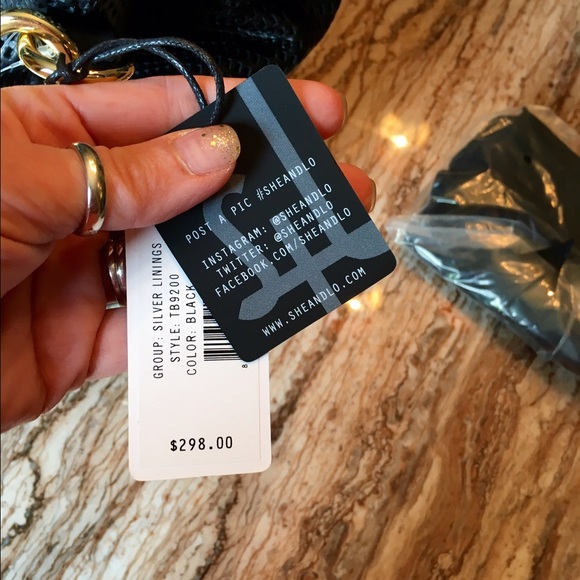 POST A PIC #SHEANDLO
INSTAGRAM: @SHEANDLO
TWITTER: @SHEANDLO
FACEBOOK.COM/SHEANDLO
WWW.SHEANDLO.COM
GROUP: SILVER LININGS
STYLE: TB9200
COLOR: BLACK
8
$298.00